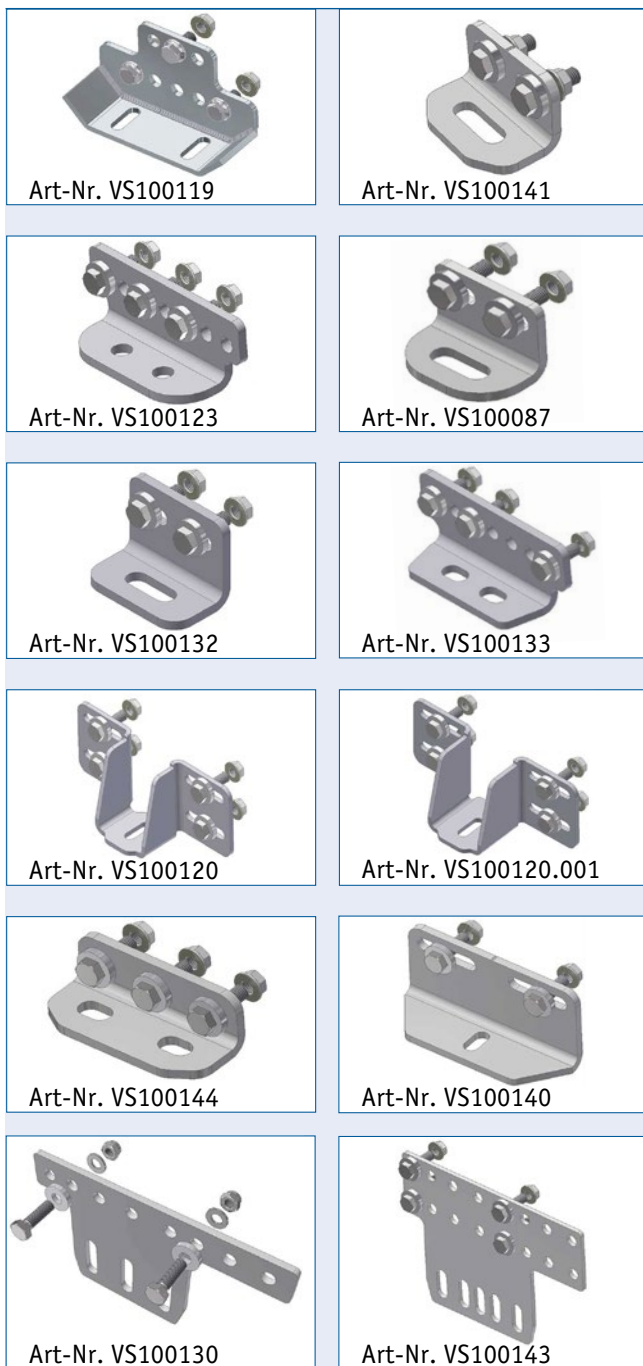 Art-Nr. VS100119
Art-Nr. VS100141
Art-Nr. VS100123
Art-Nr. VS100087
Art-Nr. VS100132
Art-Nr. VS100133
Art-Nr. VS100120
Art-Nr. VS100120.001
Art-Nr. VS100144
Art-Nr. VS100140
Art-Nr. VS100130
Art-Nr. VS100143